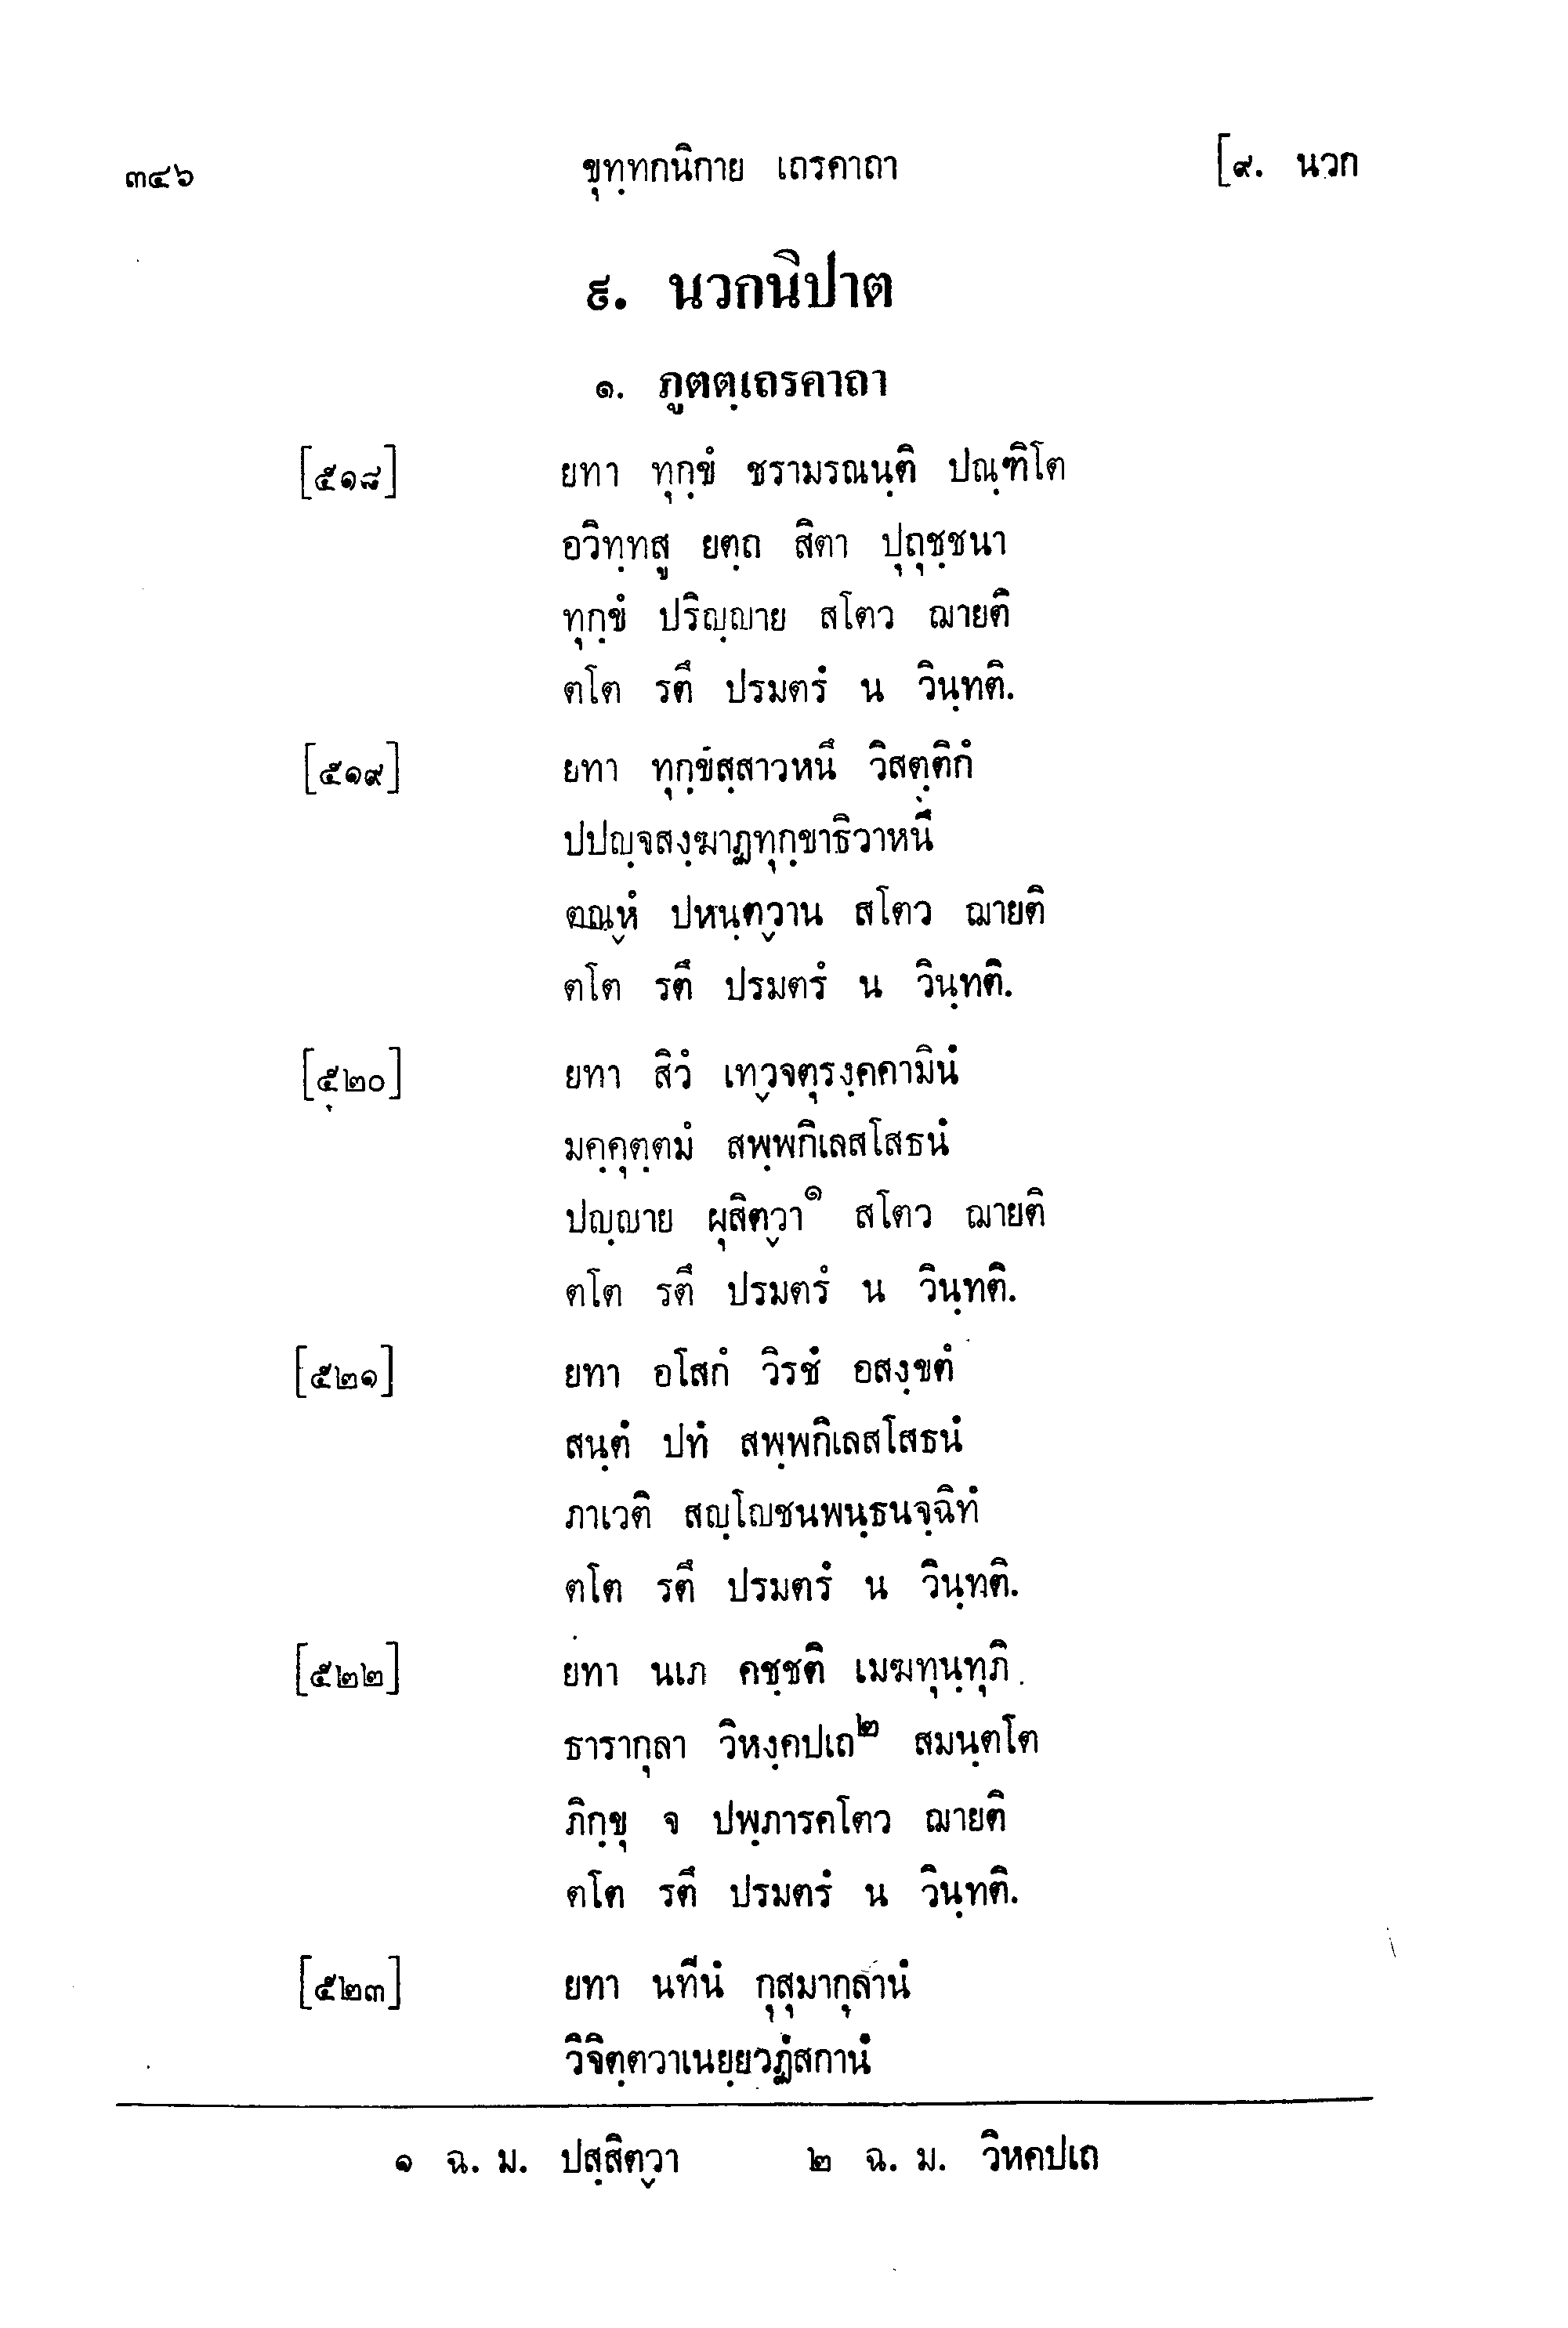 ๓๔๖ ขุทฺทกนิกาย เถรคาถา [๙. นวก
๙. นวกนิปาต
๑. ภูตตฺเถรคาถา
[๕๑๘] ยทา ทุกฺขํ ชรามรณนฺติ ปณฺฑิโต
อวิทฺทสู ยตฺถ สิตา ปุถุชฺชนา
ทุกฺขํ ปริญฺญาย สโตว ฌายติ
ตโต รตึ ปรมตรํ น วินฺทติ.
[๕๑๙] ยทา ทุกฺขสฺสาวหนึ วิสตฺติกํ
ปปญฺจสงฺฆาฏทุกฺขาธิวาหนึ
ตณฺหํ ปหนฺตฺวาน สโตว ฌายติ
ตโต รตึ ปรมตรํ น วินฺทติ.
[๕๒๐] ยทา สิวํ เทฺวจตุรงฺคคามินํ
มคฺคุตฺตมํ สพฺพกิเลสโสธนํ
ปญฺญาย ผุสิตฺวา๑ สโตว ฌายติ
ตโต รตึ ปรมตรํ น วินฺทติ.
[๕๒๑] ยทา อโสกํ วิรชํ อสงฺขตํ
สนฺตํ ปทํ สพฺพกิเลสโสธนํ
ภาเวติ สญฺโญชนพนฺธนจฺฉิทํ
ตโต รตึ ปรมตรํ น วินฺทติ.
[๕๒๒] ยทา นเภ คชฺชติ เมฆทุนฺทุภิ
ธารากุลา วิหงฺคปเถ๒ สมนฺตโต
ภิกฺขุ จ ปพฺภารคโตว ฌายติ
ตโต รตึ ปรมตรํ น วินฺทติ.
[๕๒๓] ยทา นทีนํ กุสุมากุลานํ
วิจิตฺตวาเนยฺยวฏํสกานํ
๑ ฉ. ม. ปสฺสิตฺวา ๒ ฉ. ม. วิหคปเถ